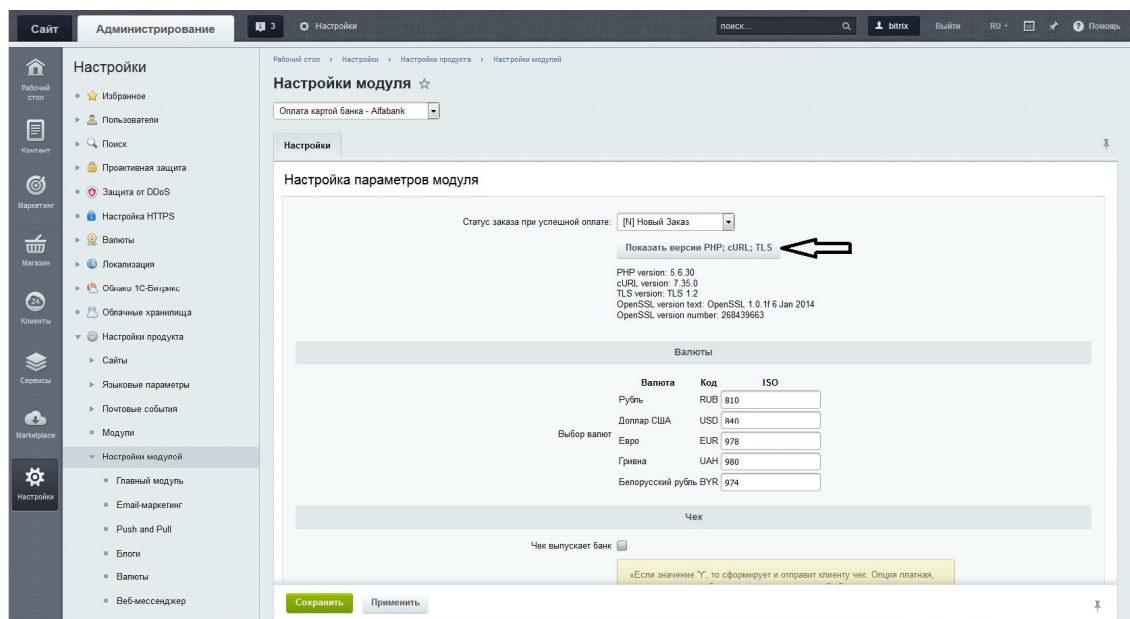 Сайт
Администрирование
3
Настройки
поиск...
bitrix
Выйти
RU
Помощь
Рабочий
стол
Контент
Маркетинг
Магазин
24
Клиенты
Сервисы
Marketplace
Настройки
Настройки
Избранное
Пользователи
Поиск
Проактивная защита
Защита от DDoS
Настройка HTTPS
Валюты
Локализация
Облако 1С-Битрикс
Облачные хранилища
Настройки продукта
Сайты
Языковые параметры
Почтовые события
Модули
Настройки модулей
Главный модуль
Email-маркетинг
Push and Pull
Блоги
Валюты
Веб-мессенджер
Рабочий стол Настройки Настройки продукта Настройки модулей
Настройки модуля
Оплата картой банка - Alfabank
Настройки
Настройка параметров модуля
Статус заказа при успешной оплате: [N] Новый Заказ
Показать версии PHP; cURL; TLS
PHP version: 5.6.30
cURL version: 7.35.0
TLS version: TLS 1.2
OpenSSL version text: OpenSSL 1.0.1f 6 Jan 2014
OpenSSL version number: 268439663
Валюты
Валюта Код ISO
Рубль RUB 810
Доллар США USD 840
Выбор валют
Евро EUR 978
Гривна UAH 980
Белорусский рубль BYR 974
Чек
Чек выпускает банк
«Если значение 'Y', то сформирует и отправит клиенту чек. Опция платная,
Сохранить
Применить